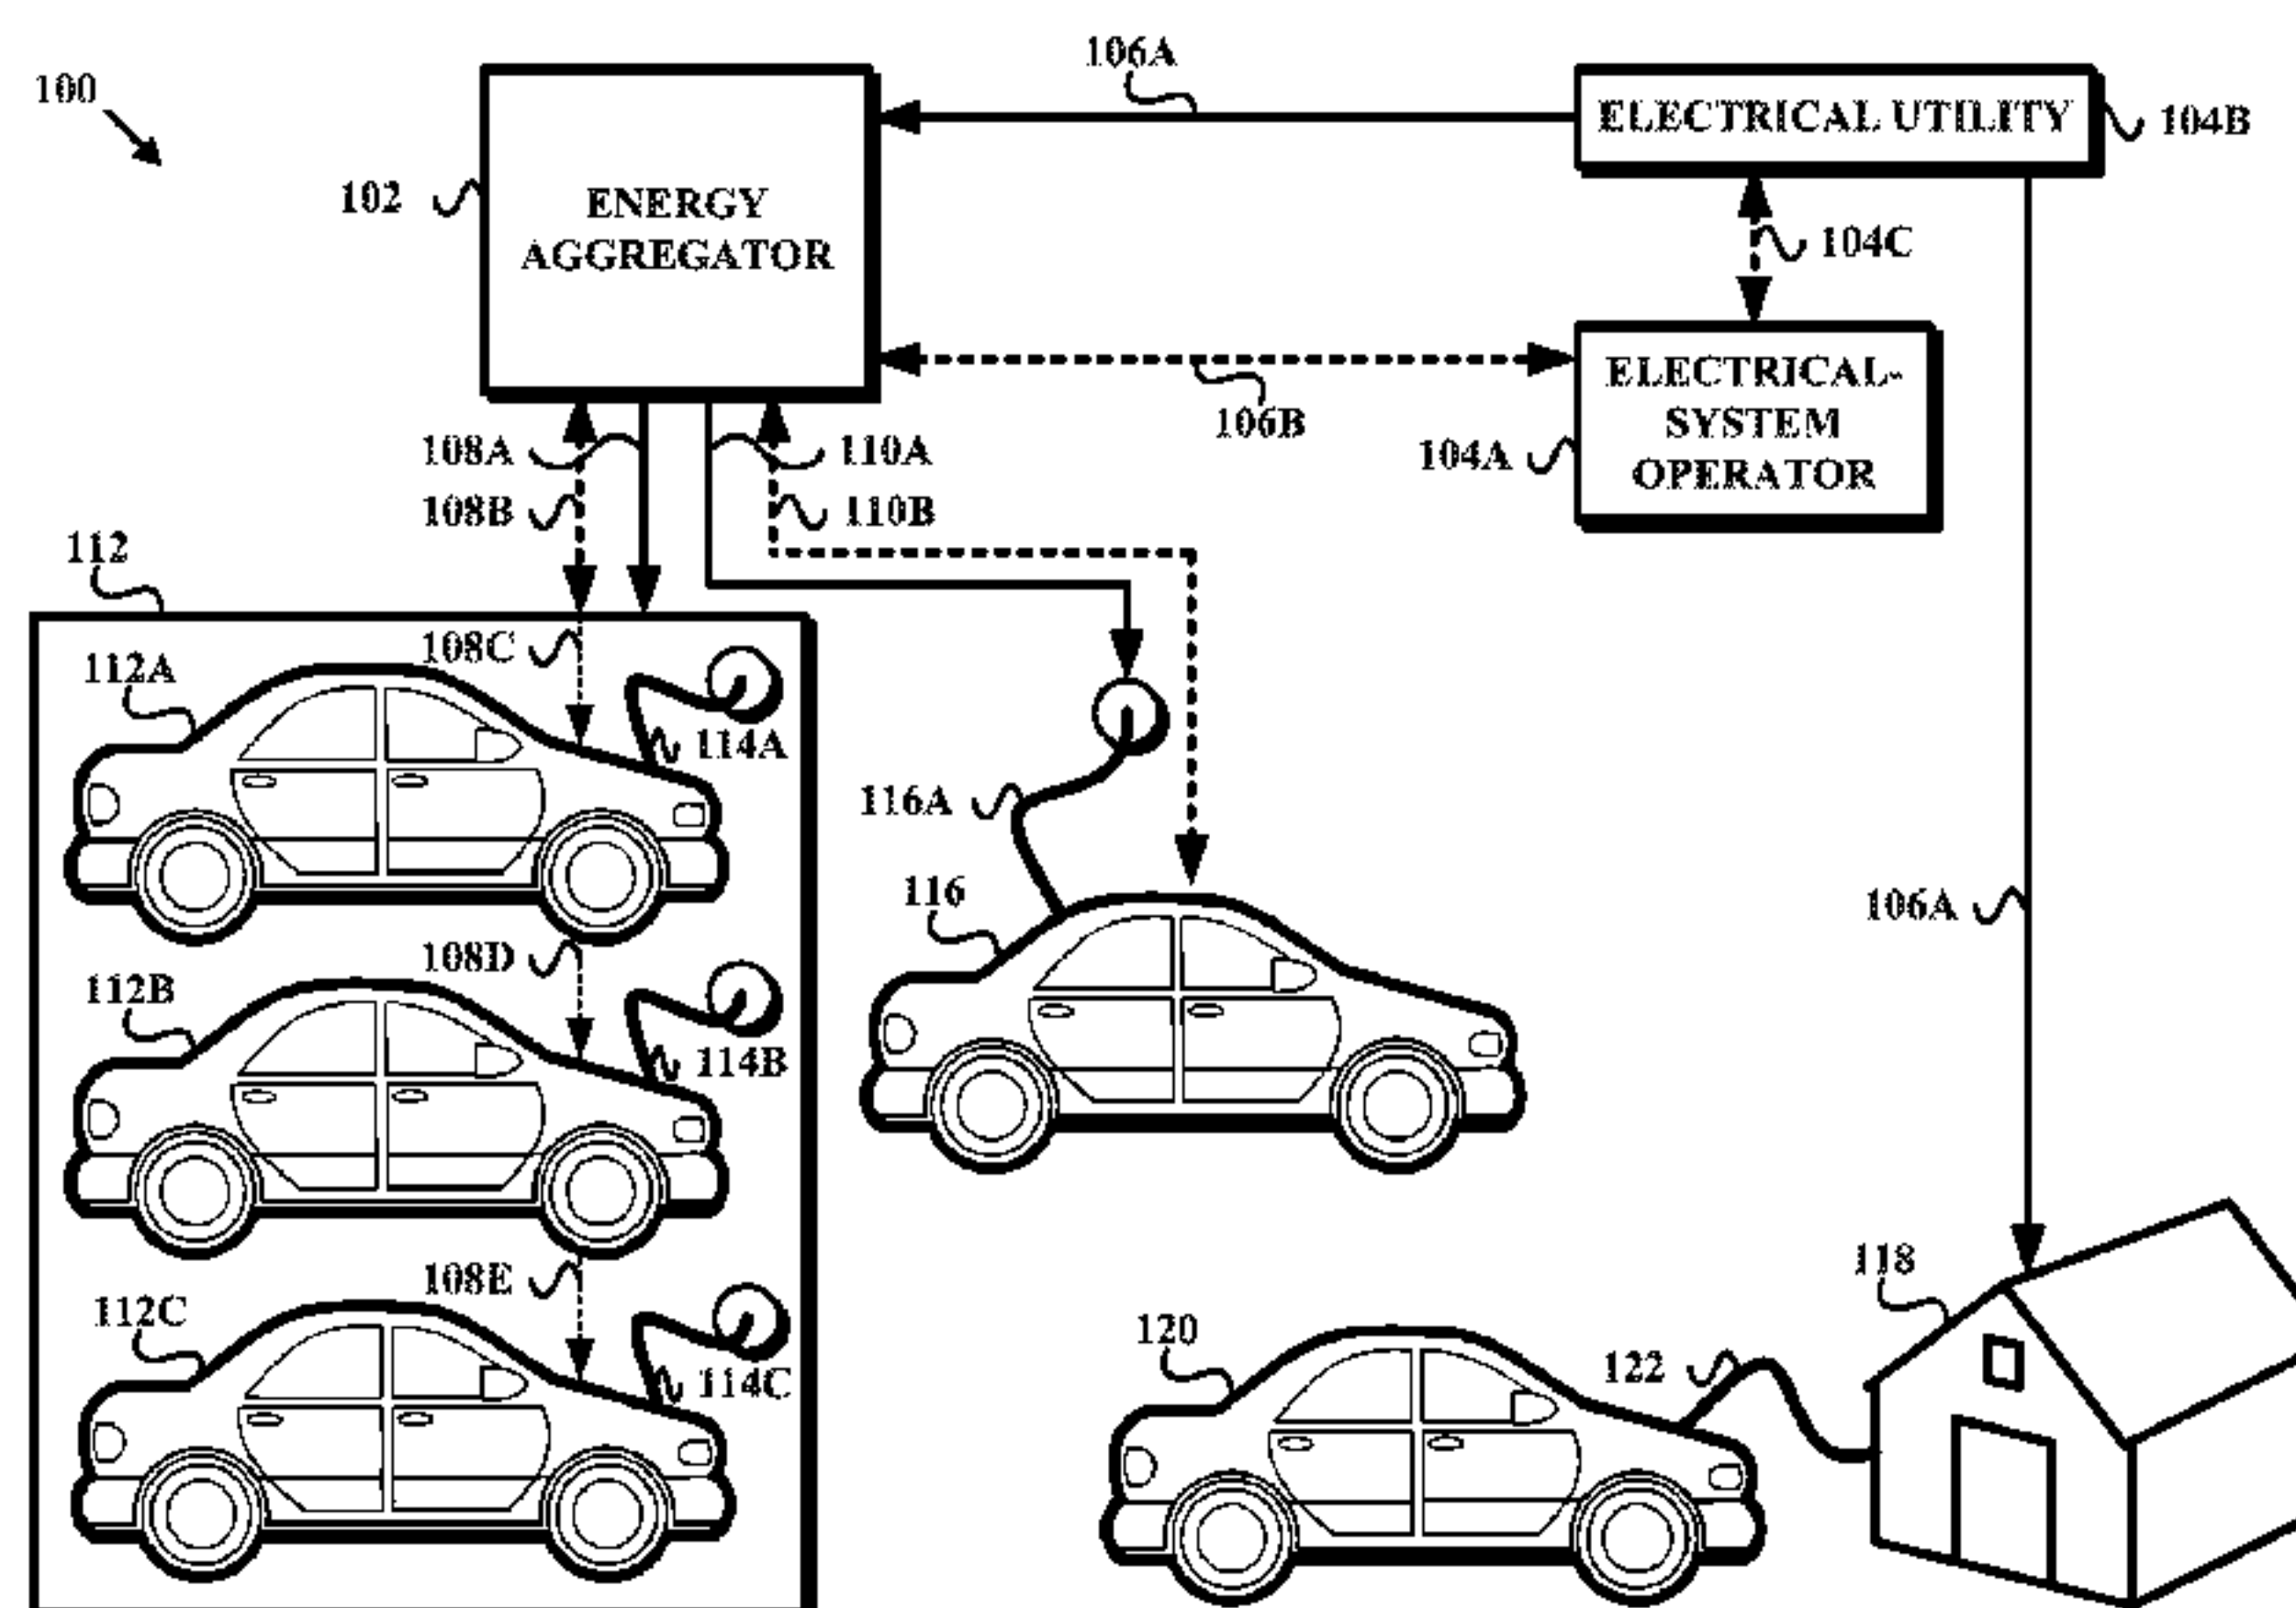 100
106A
ELECTRICAL UTILITY
104B
102
ENERGY
AGGREGATOR
104C
106B
ELECTRICAL-
SYSTEM
OPERATOR
104A
108A
110A
108B
110B
112
108C
112A
114A
116A
116
106A
108D
112B
114B
108E
112C
114C
118
120
122